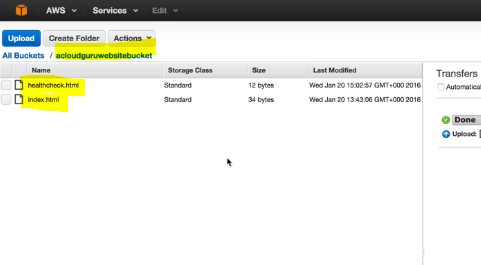 AWS Services Edit
Upload Create Folder Actions
All Buckets / acloudguruwebsitebucket
Name Storage Class Size Last Modified
healthcheck.html Standard 12 bytes Wed Jan 20 15:02:57 GMT+000 2016
index.html Standard 34 bytes Wed Jan 20 13:43:06 GMT+000 2016
Transfers
Automatical
Done
Upload: